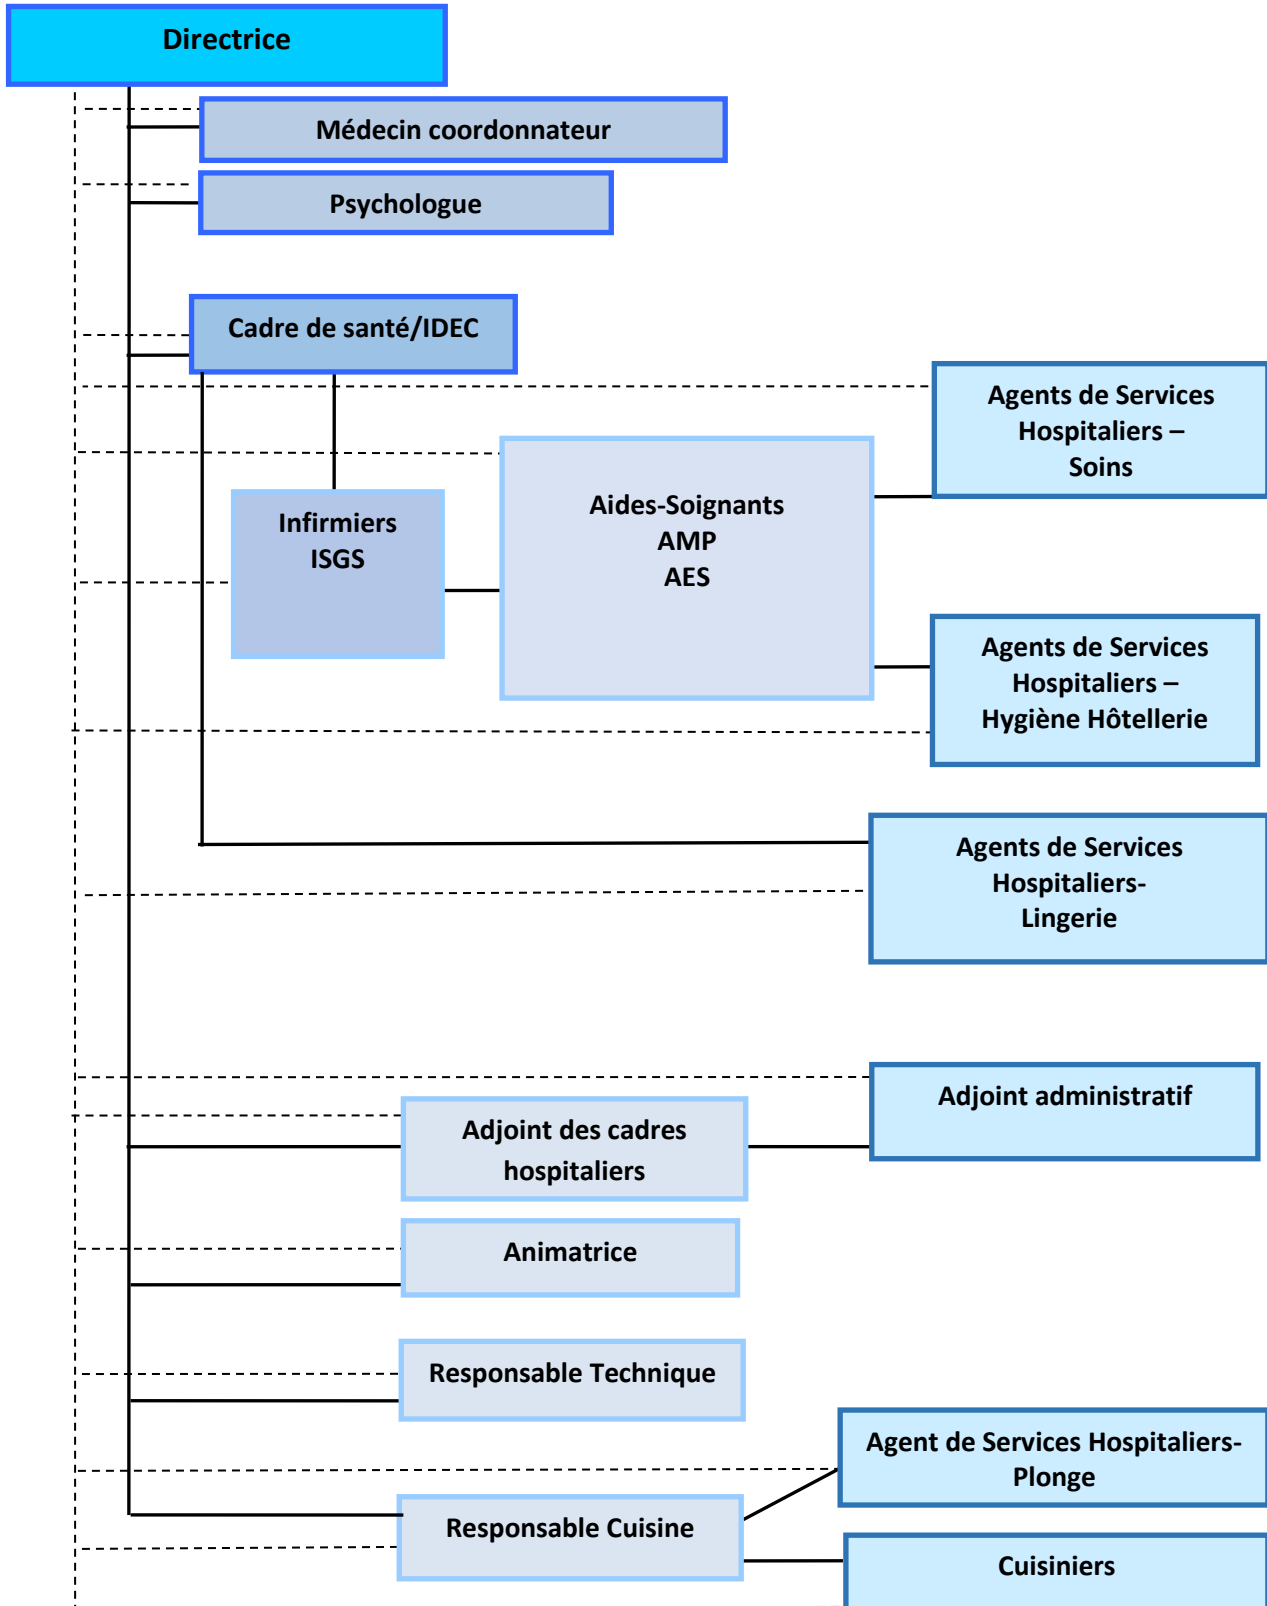 Directrice
Médecin coordonnateur
Psychologue
Cadre de santé/IDEC
Agents de Services
Hospitaliers –
Soins
Infirmiers
ISGS
Aides-Soignants
AMP
AES
Agents de Services
Hospitaliers –
Hygiène Hôtellerie
Agents de Services
Hospitaliers-
Lingerie
Adjoint administratif
Adjoint des cadres
hospitaliers
Animatrice
Responsable Technique
Agent de Services Hospitaliers-
Plonge
Responsable Cuisine
Cuisiniers